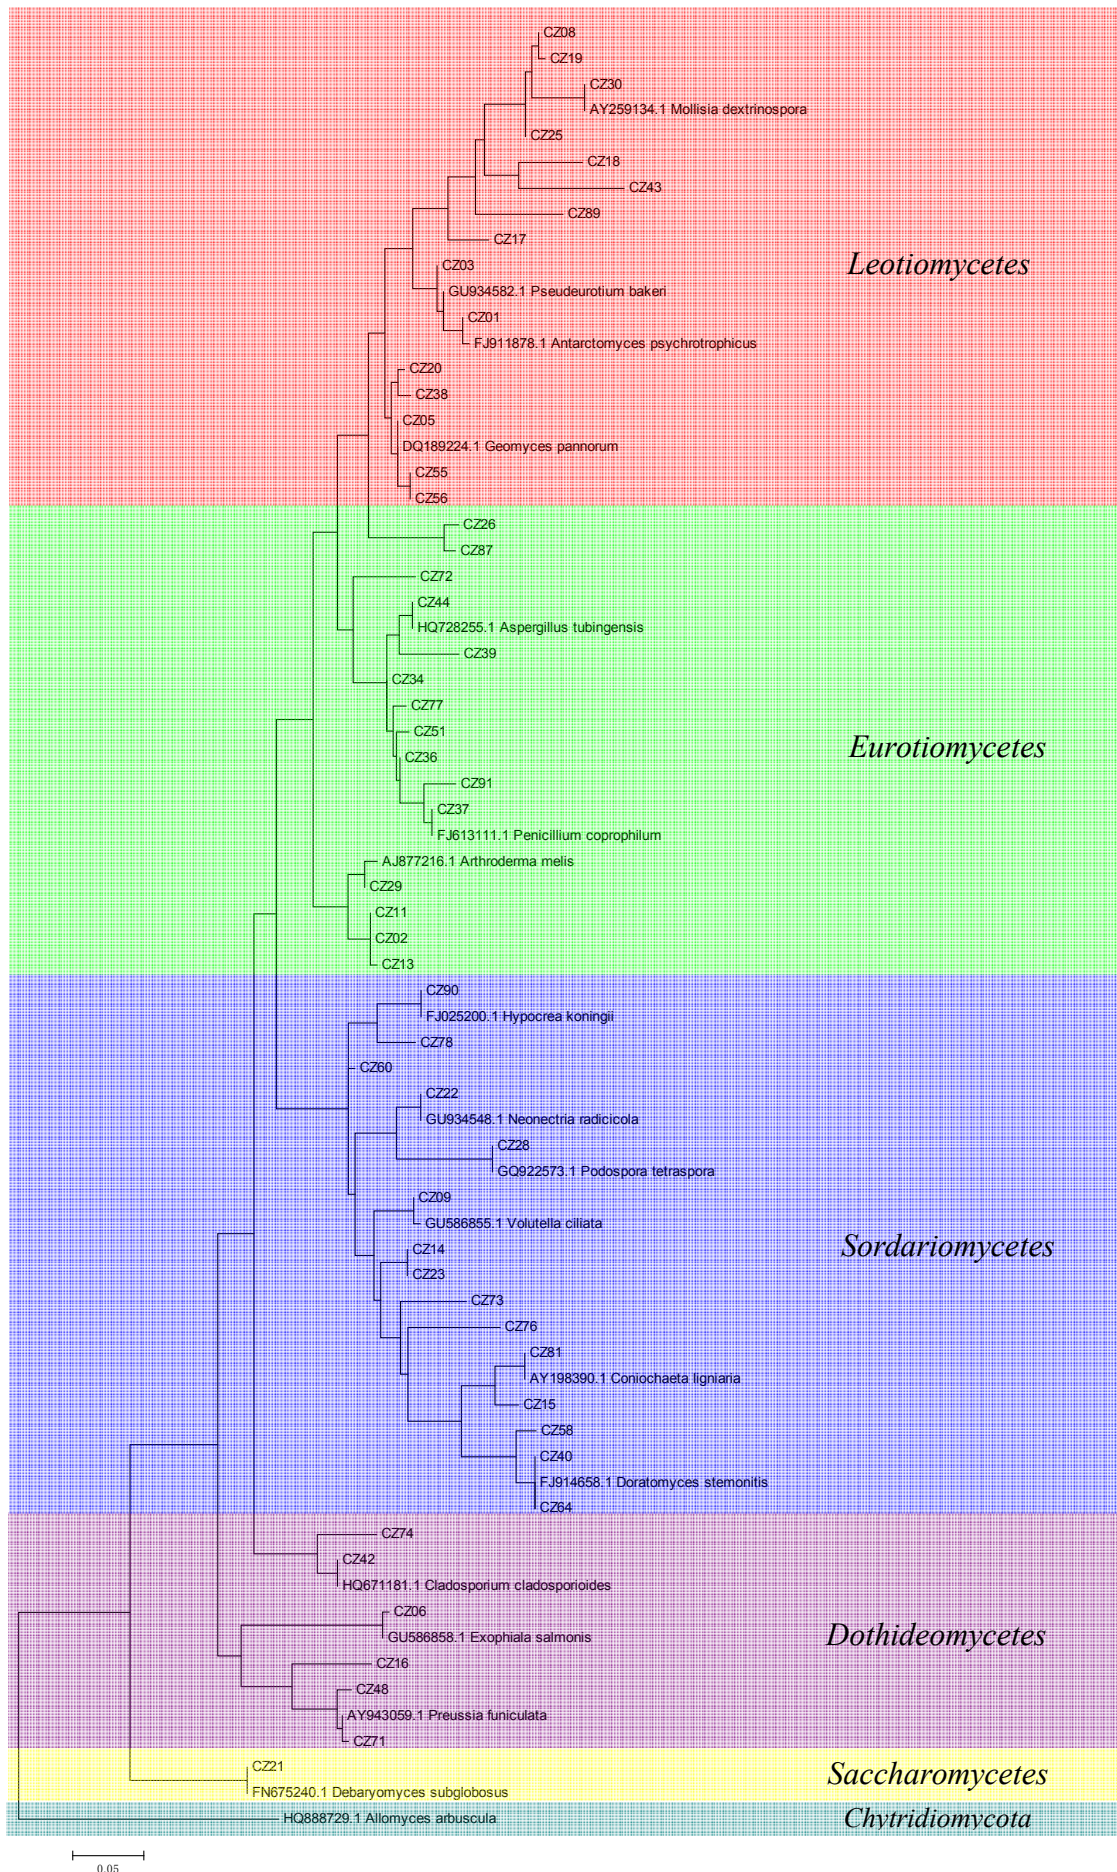 CZ08
CZ19
CZ30
AY259134.1 Mollisia dextrinospora
CZ25
CZ18
CZ43
CZ89
CZ17
CZ03
Leotiomycetes
GU934582.1 Pseudeurotium bakeri
CZ01
FJ911878.1 Antarctomyces psychrotrophicus
CZ20
CZ38
CZ05
DQ189224.1 Geomyces pannorum
CZ55
CZ56
CZ26
CZ87
CZ72
CZ44
HQ728255.1 Aspergillus tubingensis
CZ39
CZ34
CZ77
CZ51
Eurotiomycetes
CZ36
CZ91
CZ37
FJ613111.1 Penicillium coprophilum
AJ877216.1 Arthroderma melis
CZ29
CZ11
CZ02
CZ13
CZ90
FJ025200.1 Hypocrea koningii
CZ78
CZ60
CZ22
GU934548.1 Neonectria radicicola
CZ28
GQ922573.1 Podospora tetraspora
CZ09
GU586855.1 Volutella ciliata
Sordariomycetes
CZ14
CZ23
CZ73
CZ76
CZ81
AY198390.1 Coniochaeta ligniaria
CZ15
CZ58
CZ40
FJ914658.1 Doratomyces stemonitis
CZ64
CZ74
CZ42
HQ671181.1 Cladosporium cladosporioides
CZ06
GU586858.1 Exophiala salmonis
Dothideomycetes
CZ16
CZ48
AY943059.1 Preussia funiculata
CZ71
CZ21
Saccharomycetes
FN675240.1 Debaryomyces subglobosus
HQ888729.1 Allomyces arbuscula
Chytridiomycota
0.05